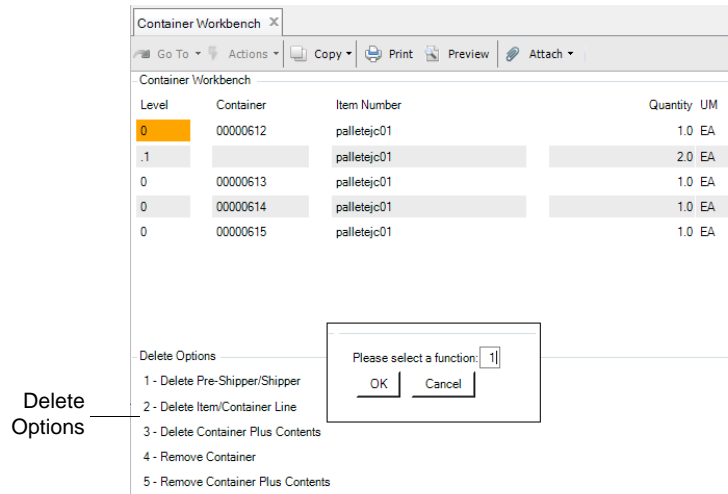 Container Workbench X
Go To Actions Copy Print Preview Attach
Container Workbench
Level Container Item Number Quantity UM
0 00000612 palletejc01 1.0 EA
.1 palletejc01 2.0 EA
0 00000613 palletejc01 1.0 EA
0 00000614 palletejc01 1.0 EA
0 00000615 palletejc01 1.0 EA
Please select a function: 1
OK Cancel
Delete Options
1 - Delete Pre-Shipper/Shipper
2 - Delete Item/Container Line
3 - Delete Container Plus Contents
4 - Remove Container
5 - Remove Container Plus Contents
Delete
Options